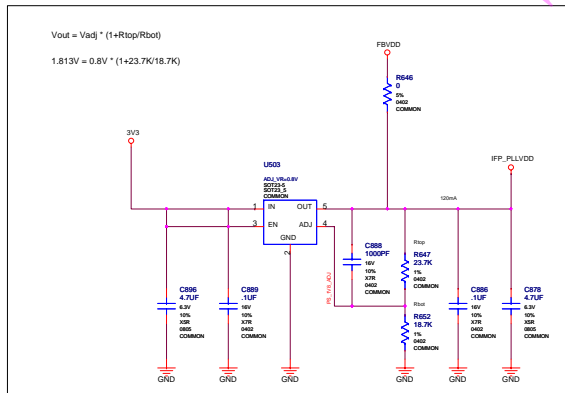 Vout = Vadj * (1+Rtop/Rbot)
1.813V = 0.8V * (1+23.7K/18.7K)
FBVDD
R646
0
5%
0402
COMMON
3V3
IFP_PLLVDD
U503
ADJ_VR=0.8V
SOT23-5
SOT23_5
COMMON
120mA
1 IN OUT 5
3 EN ADJ 4
GND
2
C888
1000PF
16V
10%
X7R
0402
COMMON
Rtop
R647
23.7K
1%
0402
COMMON
PS_1V8_ADJ
Rbot
R652
18.7K
1%
0402
COMMON
C896
4.7UF
6.3V
10%
X5R
0805
COMMON
C889
.1UF
16V
10%
X7R
0402
COMMON
C886
.1UF
16V
10%
X7R
0402
COMMON
C878
4.7UF
6.3V
10%
X5R
0805
COMMON
GND GND GND GND GND GND